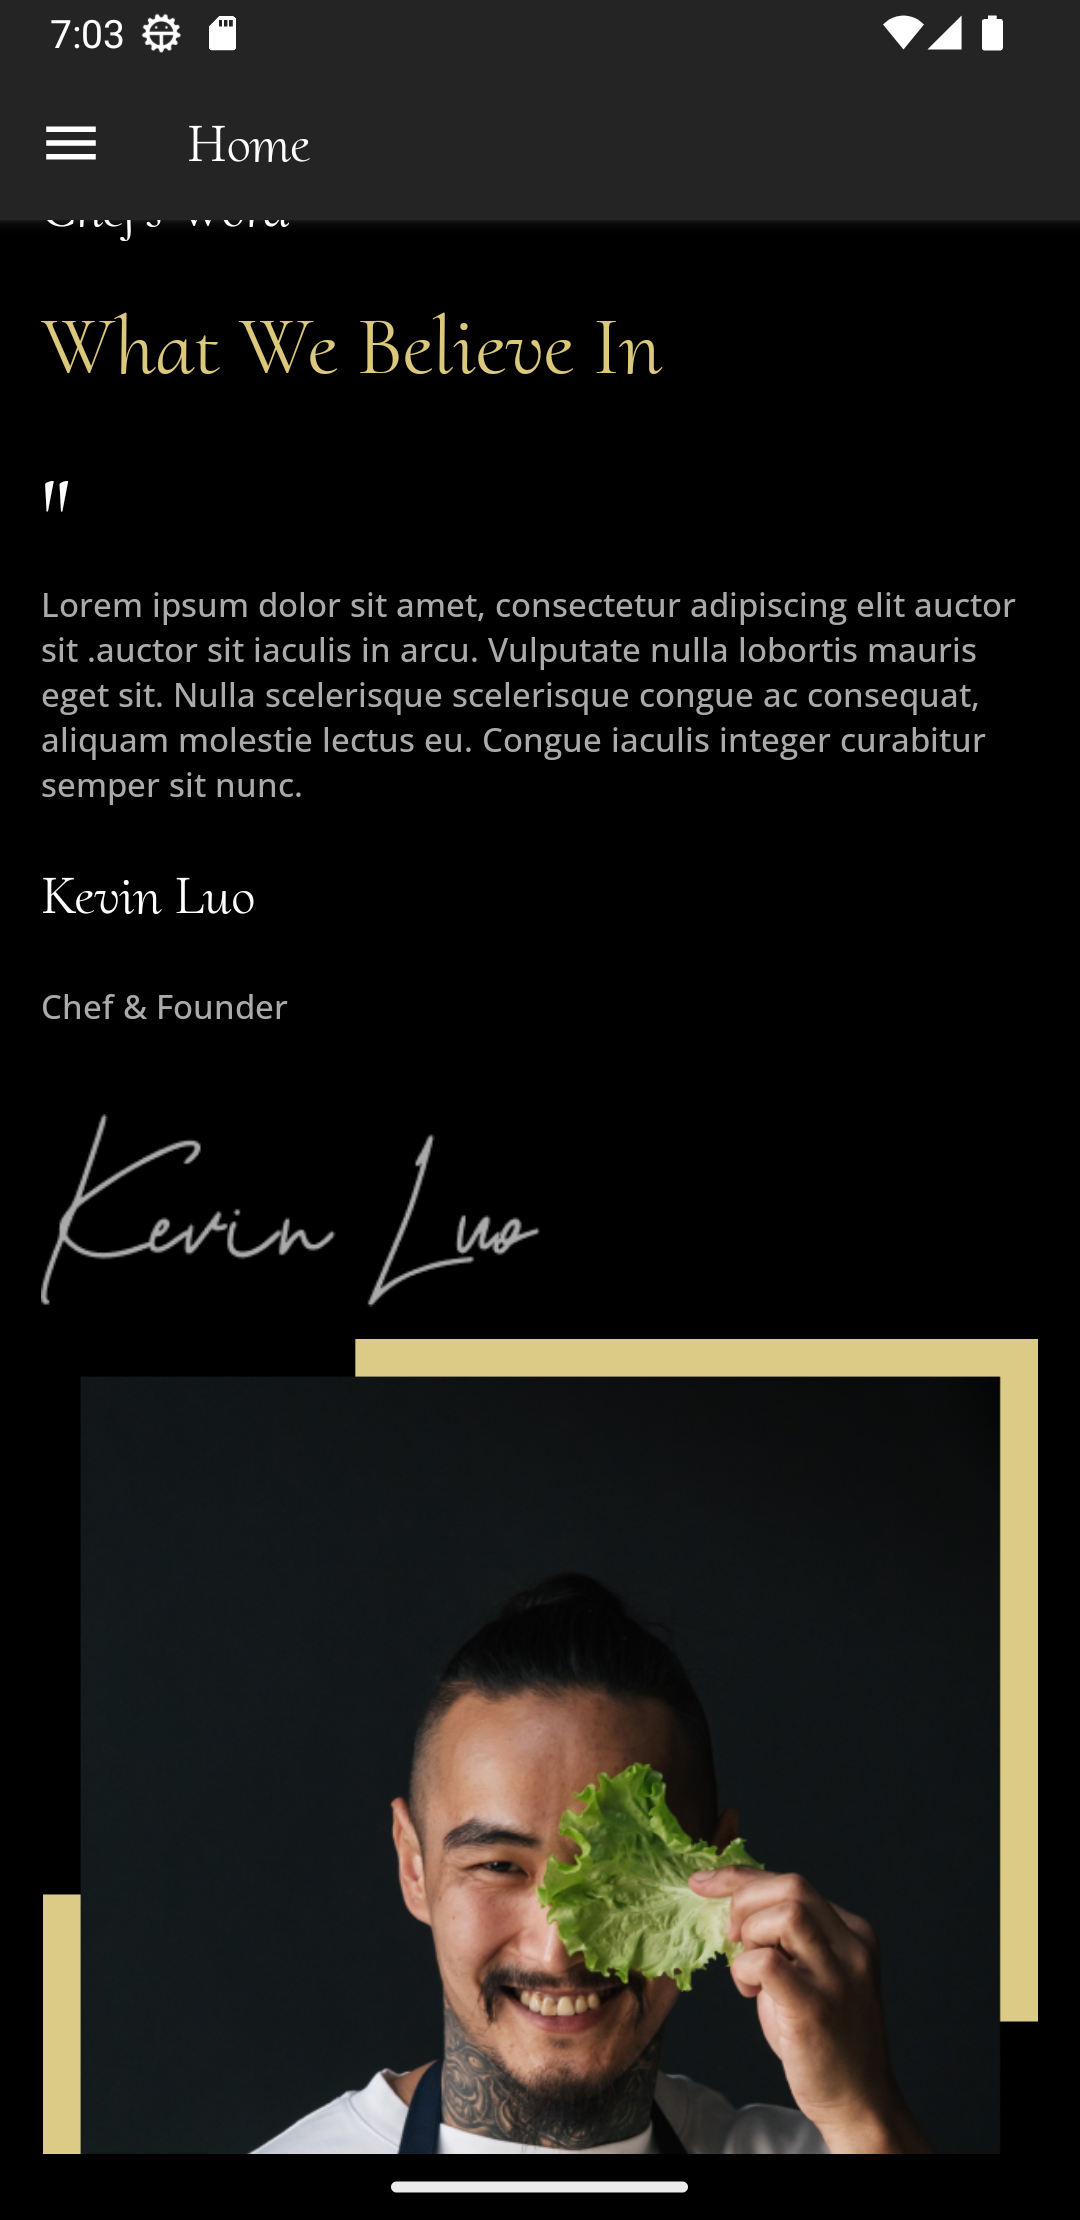 7:03
Home
Chef's Word
What We Believe In
"
Lorem ipsum dolor sit amet, consectetur adipiscing elit auctor
sit .auctor sit iaculis in arcu. Vulputate nulla lobortis mauris
eget sit. Nulla scelerisque scelerisque congue ac consequat,
aliquam molestie lectus eu. Congue iaculis integer curabitur
semper sit nunc.
Kevin Luo
Chef & Founder
Kevin Luo